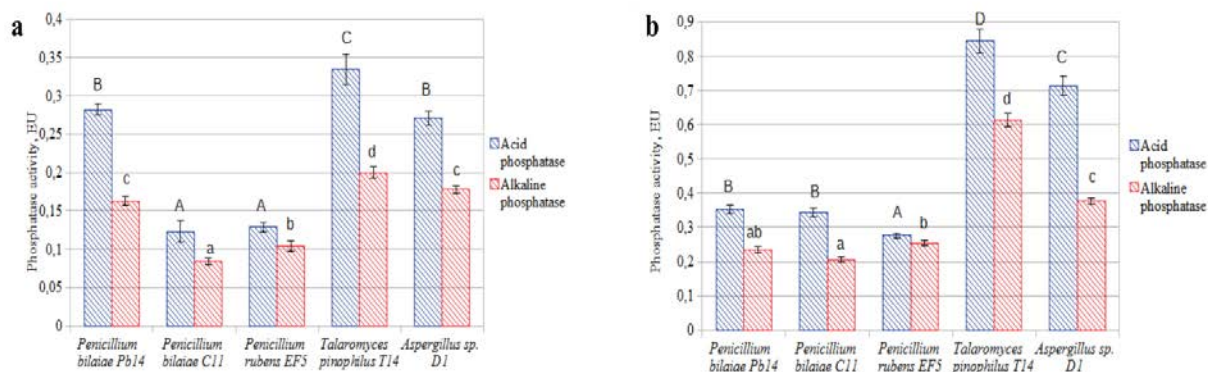 a
Phosphatase activity, EU
0,4
0,35
0,3
0,25
0,2
0,15
0,1
0,05
0
B
c
A
a
A
b
C
d
B
c
Penicillium
bilaiae Pb14
Penicillium
bilaiae C11
Penicillium
rubens EF5
Talaromyces
pinophilus T14
Aspergillus sp.
D1
Acid
phosphatase
Alkaline
phosphatase
b
Phosphatase activity, EU
0,9
0,8
0,7
0,6
0,5
0,4
0,3
0,2
0,1
0
B
ab
B
a
A
b
D
d
C
c
Penicillium
bilaiae Pb14
Penicillium
bilaiae C11
Penicillium
rubens EF5
Talaromyces
pinophilus T14
Aspergillus sp.
D1
Acid
phosphatase
Alkaline
phosphatase